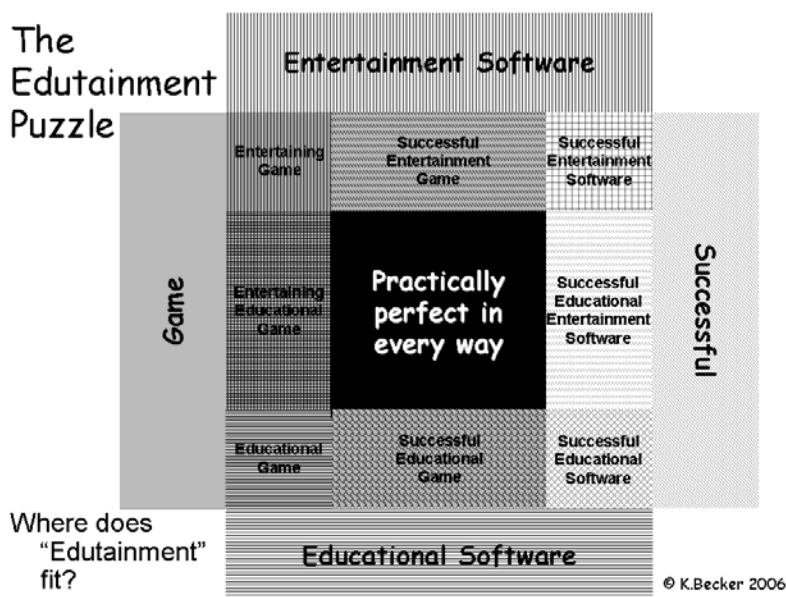 The
Edutainment
Puzzle
Entertainment Software
Entertaining
Game
Successful
Entertainment
Game
Successful
Entertainment
Software
Game
Entertaining
Educational
Game
Practically
perfect in
every way
Successful
Educational
Entertainment
Software
Successful
Educational
Game
Successful
Educational
Game
Successful
Educational
Software
Where does
“Edutainment”
fit?
Educational Software
© K.Becker 2006